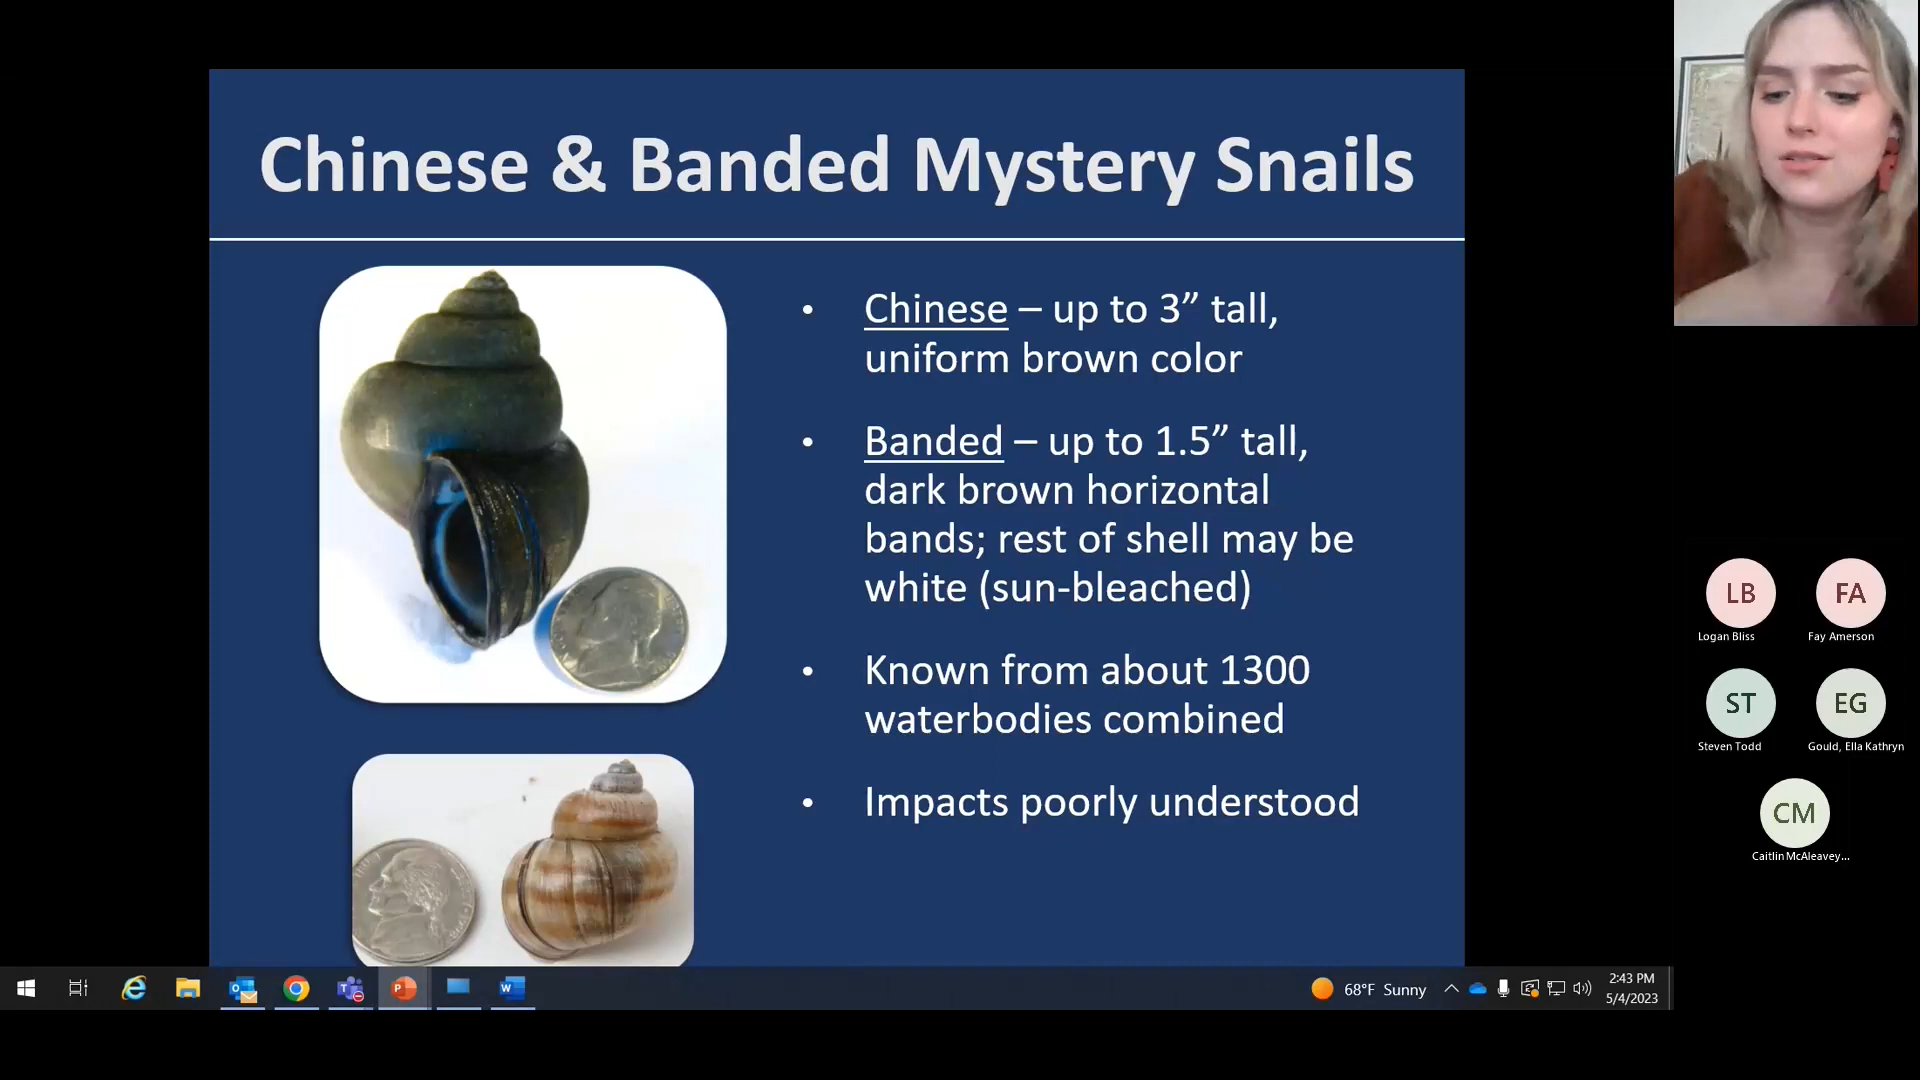 Chinese & Banded Mystery Snails
• Chinese – up to 3” tall,
uniform brown color
• Banded – up to 1.5” tall,
dark brown horizontal
bands; rest of shell may be
white (sun-bleached)
• Known from about 1300
waterbodies combined
• Impacts poorly understood
LB FA
Logan Bliss Fay Amerson
ST EG
Steven Todd Gould, Ella Kathryn
CM
Caitlin McAleavey...
68°F Sunny
2:43 PM
5/4/2023